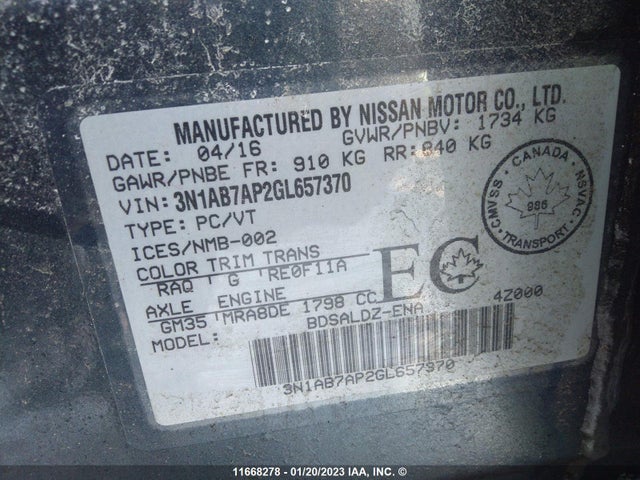 MANUFACTURED BY NISSAN MOTOR CO., LTD.
DATE: 04/16 GVWR/PNBV: 1734 KG
GAWR/PNBE FR: 910 KG RR: 840 KG
VIN: 3N1AB7AP2GL657370
TYPE: PC/VT
ICES/NMB-002
COLOR TRIM TRANS
RAQ G RE0F11A
AXLE ENGINE
GM35 MRA8DE 1798 CC
MODEL: BDSALDZ-ENA 4Z000
EC
CANADA
CMVSS
NSVAC
986
TRANSPORT
3N1AB7AP2GL657370
11668278 - 01/20/2023 IAA, INC. ©